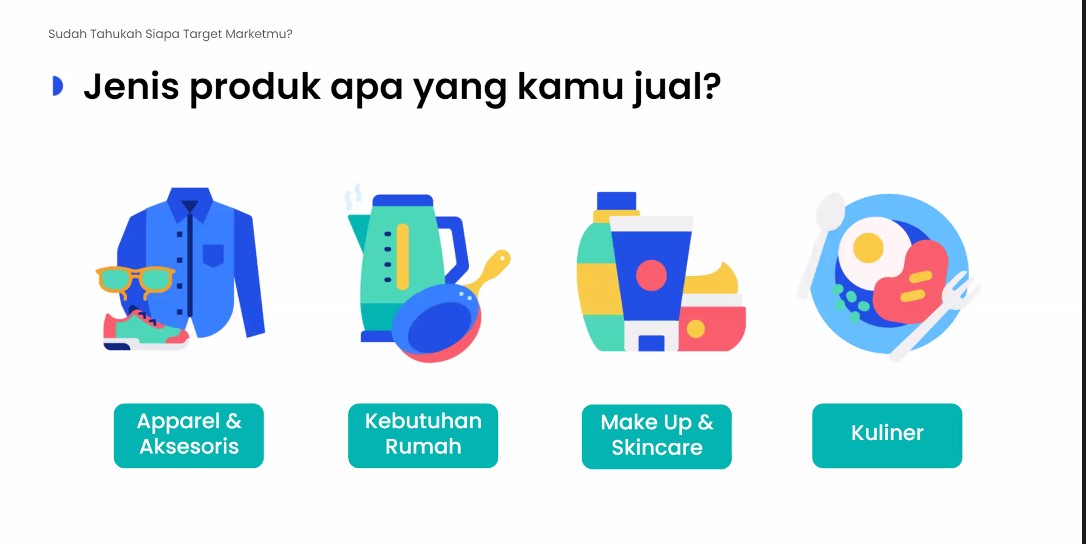 Sudah Tahukah Siapa Target Marketmu?
Jenis produk apa yang kamu jual?
Apparel &
Aksesoris
Kebutuhan
Rumah
Make Up &
Skincare
Kuliner